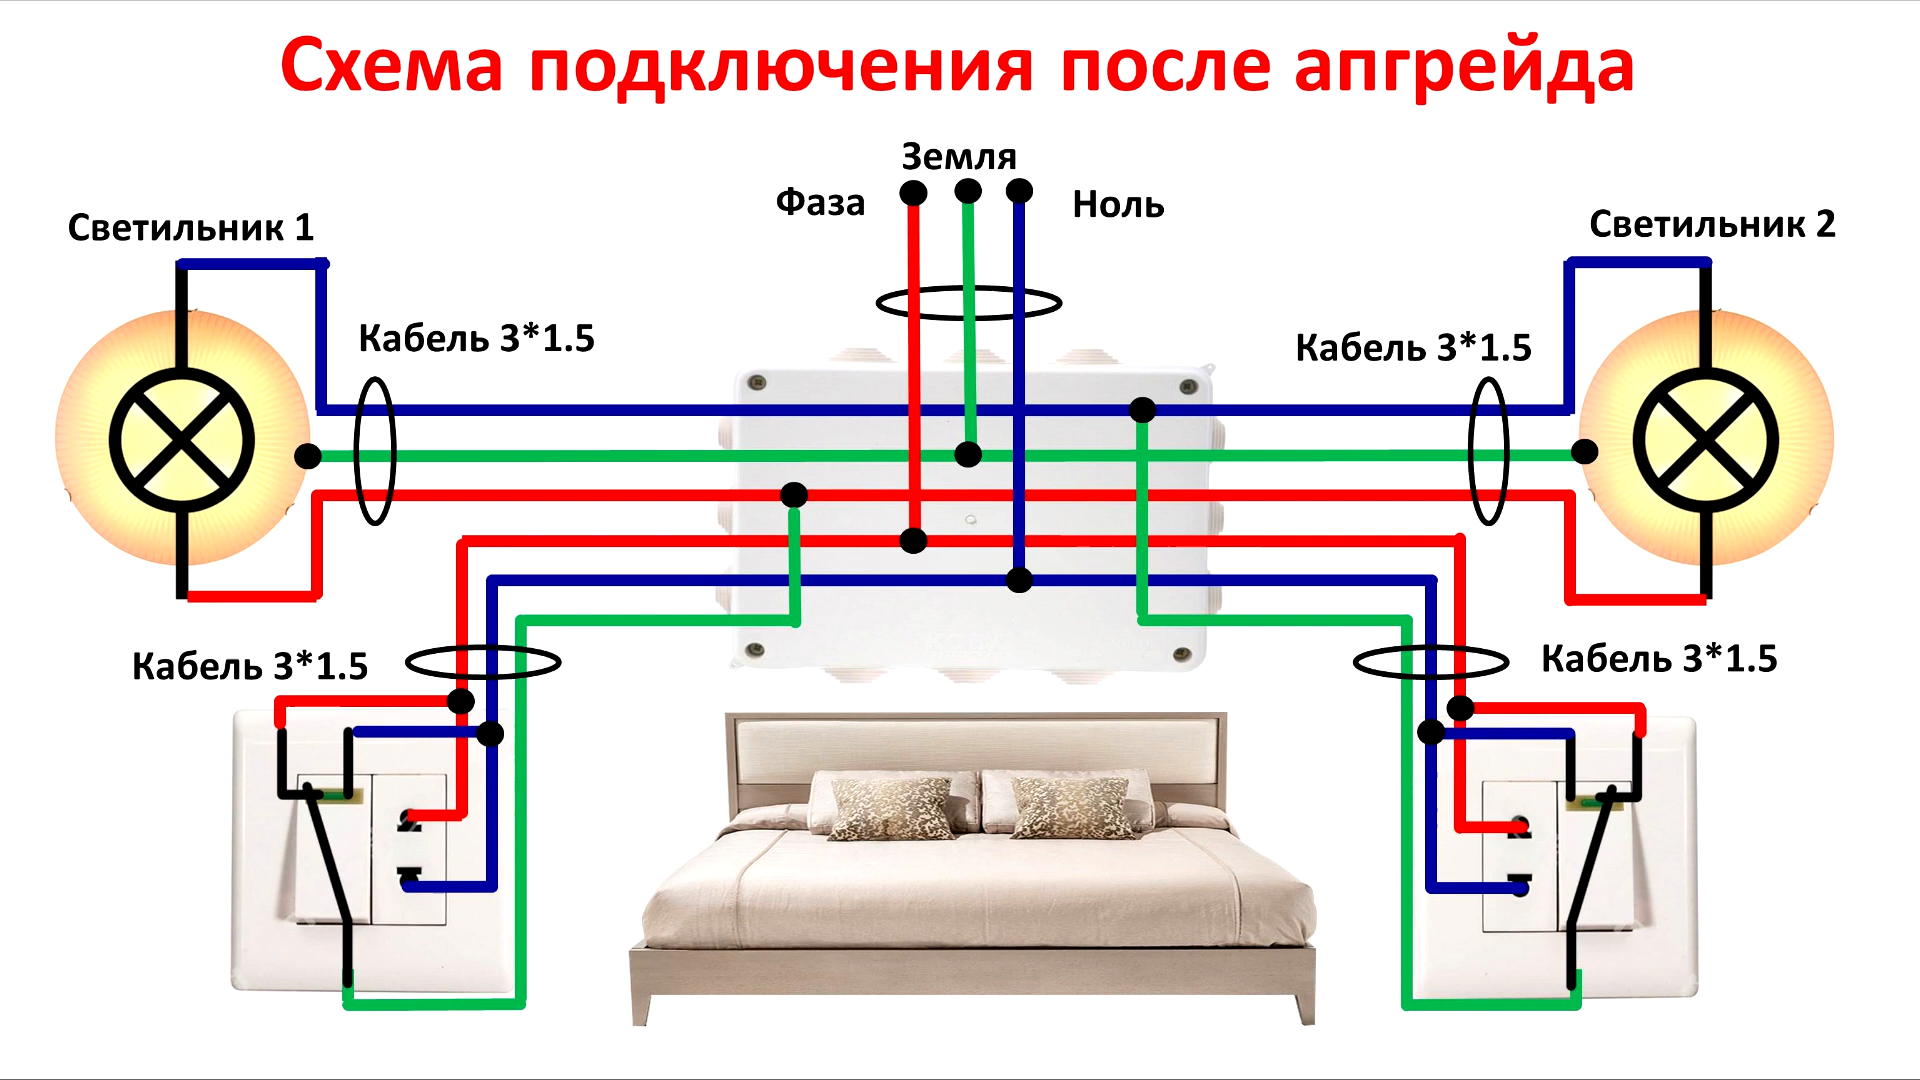 Схема подключения после апгрейда
Земля
Фаза
Ноль
Светильник 1
Светильник 2
Кабель 3*1.5
Кабель 3*1.5
Кабель 3*1.5
Кабель 3*1.5